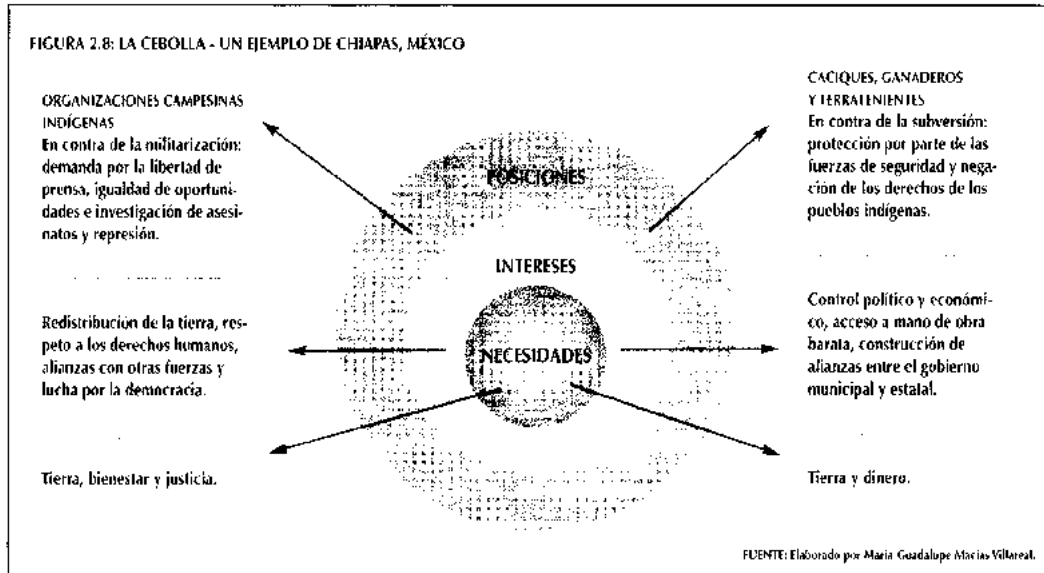 FIGURA 2.8: LA CEBOLLA - UN EJEMPLO DE CHIAPAS, MÉXICO
ORGANIZACIONES CAMPESINAS
INDÍGENAS
En contra de la militarización:
demanda por la libertad de
prensa, igualdad de oportuni-
dades e investigación de asesi-
natos y represión.
Redistribución de la tierra, res-
peto a los derechos humanos,
alianzas con otras fuerzas y
lucha por la democracia.
Tierra, bienestar y justicia.
POSICIONES
INTERESES
NECESIDADES
CACIQUES, GANADEROS
Y TERRATENIENTES
En contra de la subversión:
protección por parte de las
fuerzas de seguridad y nega-
ción de los derechos de los
pueblos indígenas.
Control político y económi-
co, acceso a mano de obra
barata, construcción de
alianzas entre el gobierno
municipal y estatal.
Tierra y dinero.
FUENTE: Elaborado por María Guadalupe Macías Villareal.